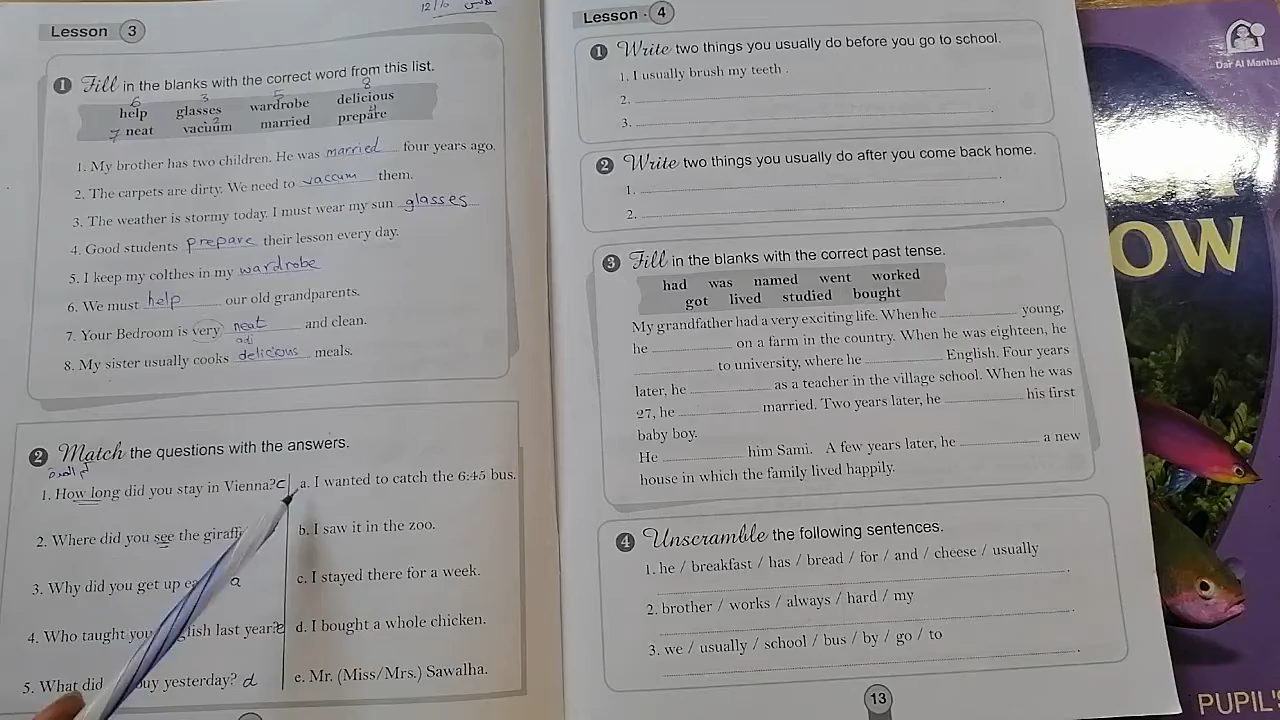 Lesson 3
12/10
1 Fill in the blanks with the correct word from this list.
6 3 5 8
help glasses wardrobe delicious
7 2 4
neat vacuum married prepare
1. My brother has two children. He was married four years ago.
2. The carpets are dirty. We need to vaccum them.
3. The weather is stormy today. I must wear my sun glasses
4. Good students prepare their lesson every day.
5. I keep my colthes in my wardrobe
6. We must help our old grandparents.
7. Your Bedroom is very neat and clean.
adj
8. My sister usually cooks delicious meals.
2 Match the questions with the answers.
كم المدة
1. How long did you stay in Vienna? c
a. I wanted to catch the 6:45 bus.
2. Where did you see the giraff
b. I saw it in the zoo.
3. Why did you get up e a
c. I stayed there for a week.
4. Who taught you glish last year? e
d. I bought a whole chicken.
5. What did buy yesterday? d
e. Mr. (Miss/Mrs.) Sawalha.
Lesson 4
1 Write two things you usually do before you go to school.
1. I usually brush my teeth .
2.
3.
2 Write two things you usually do after you come back home.
1.
2.
3 Fill in the blanks with the correct past tense.
had was named went worked
got lived studied bought
My grandfather had a very exciting life. When he young,
he on a farm in the country. When he was eighteen, he
to university, where he English. Four years
later, he as a teacher in the village school. When he was
27, he married. Two years later, he his first
baby boy.
He him Sami. A few years later, he a new
house in which the family lived happily.
4 Unscramble the following sentences.
1. he / breakfast / has / bread / for / and / cheese / usually
2. brother / works / always / hard / my
3. we / usually / school / bus / by / go / to
13
Dar Al Manhal
OW
PUPIL'S